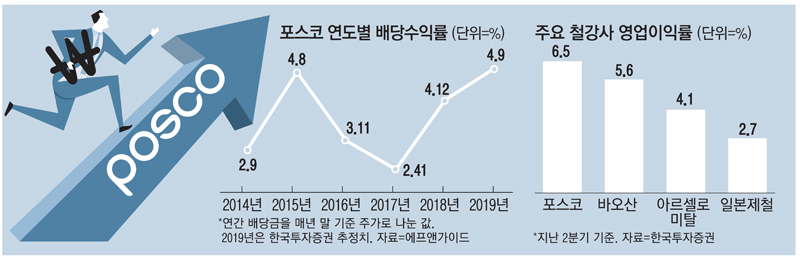 posco
₩
포스코 연도별 배당수익률 (단위=%)
4.8
4.9
4.12
3.11
2.9
2.41
2014년 2015년 2016년 2017년 2018년 2019년
*연간 배당금을 매년 말 기준 주가로 나눈 값.
2019년은 한국투자증권 추정치, 자료=에프앤가이드
주요 철강사 영업이익률 (단위=%)
6.5
5.6
4.1
2.7
포스코 바오산 아르셀로 일본제철
미탈
*지난 2분기 기준, 자료=한국투자증권